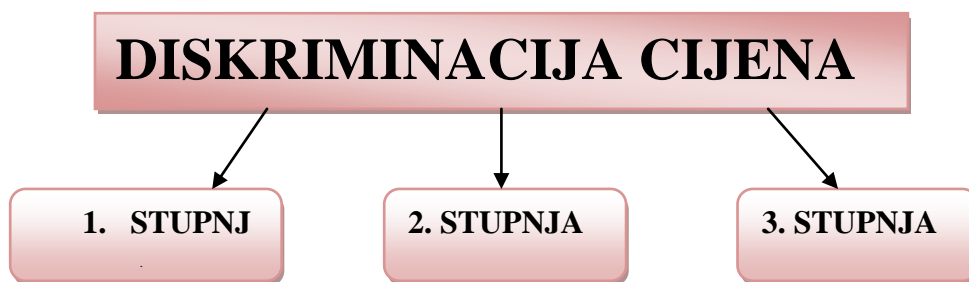 DISKRIMINACIJA CIJENA
1. STUPNJ
2. STUPNJA
3. STUPNJA